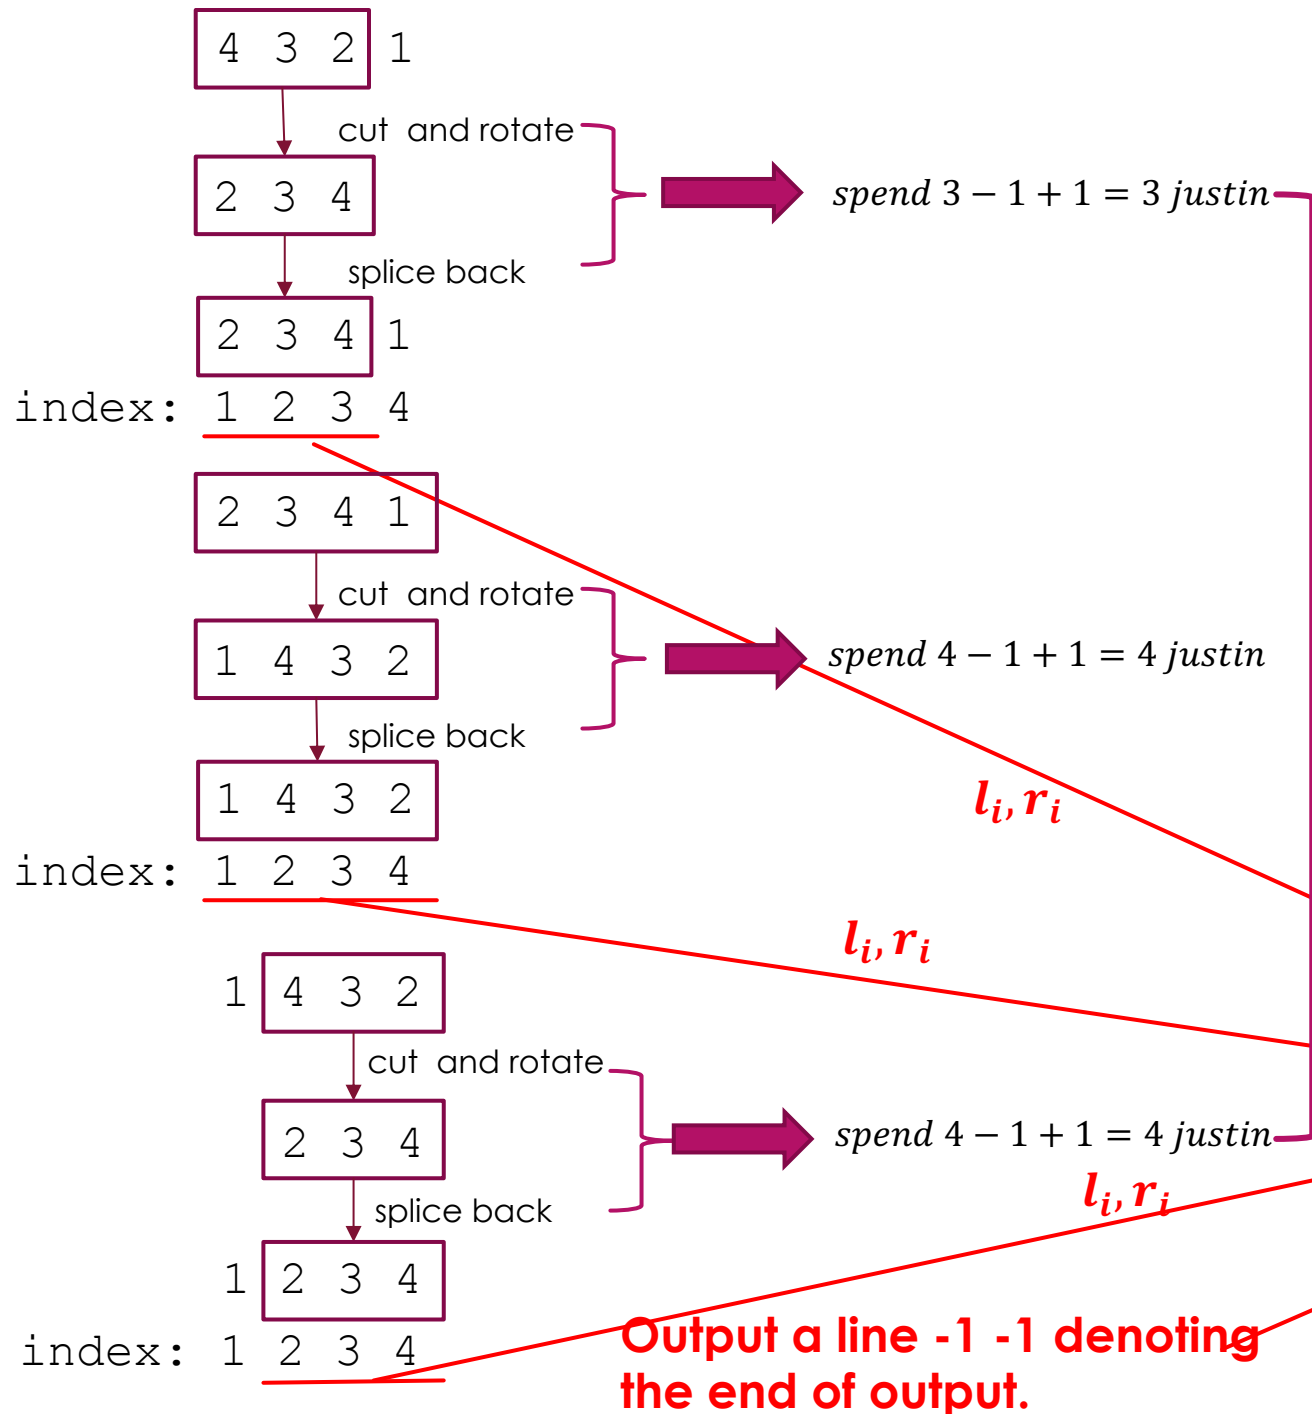 4 3 2 1
cut and rotate
2 3 4
spend 3 − 1 + 1 = 3 justin
splice back
2 3 4 1
index: 1 2 3 4
2 3 4 1
cut and rotate
1 4 3 2
spend 4 − 1 + 1 = 4 justin
splice back
1 4 3 2
l_i, r_i
index: 1 2 3 4
l_i, r_i
1 4 3 2
cut and rotate
2 3 4
spend 4 − 1 + 1 = 4 justin
l_i, r_i
splice back
1 2 3 4
index: 1 2 3 4
Output a line -1 -1 denoting
the end of output.